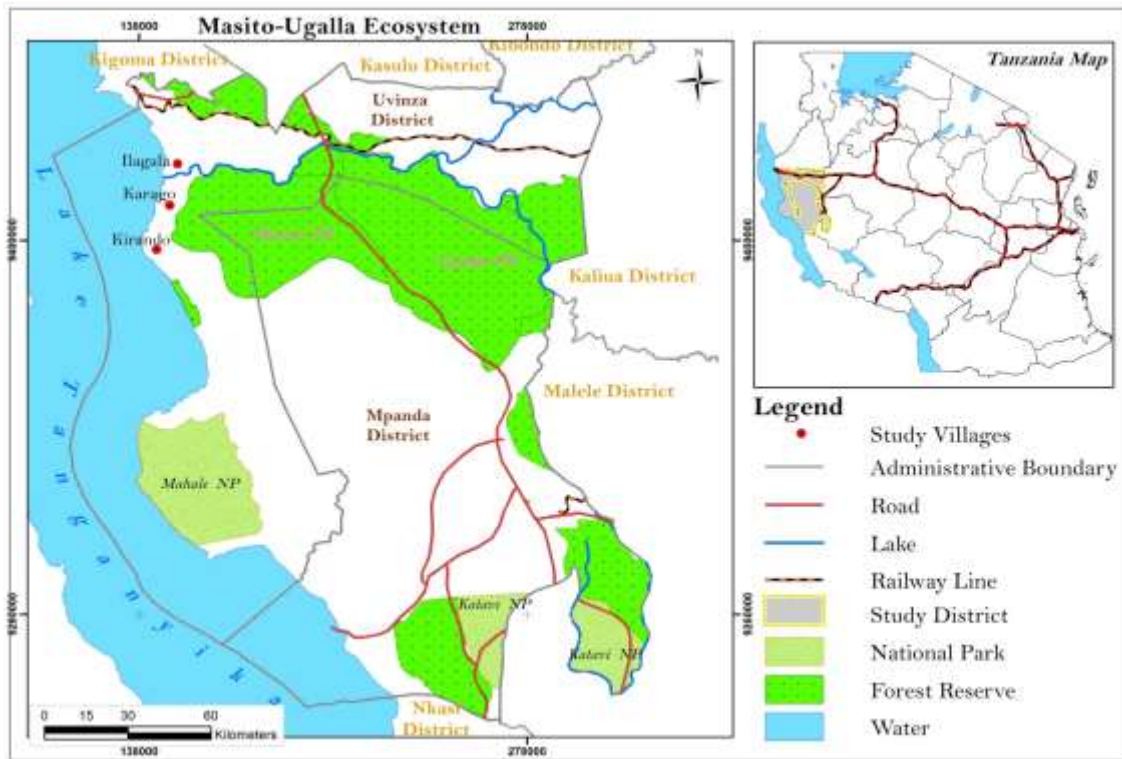 138000
278000
Masito-Ugalla Ecosystem
Kigoma District
Kasulu District
Kibondo District
N
Uvinza
District
Ilagala
Karago
Kirando
Lake Tanganyika
Kaliua District
Malele District
Mpanda
District
Mahale NP
Katavi NP
Katavi NP
Nkasi
District
0 15 30 60
Kilometers
138000
278000
Tanzania Map
Legend
Study Villages
Administrative Boundary
Road
Lake
Railway Line
Study District
National Park
Forest Reserve
Water